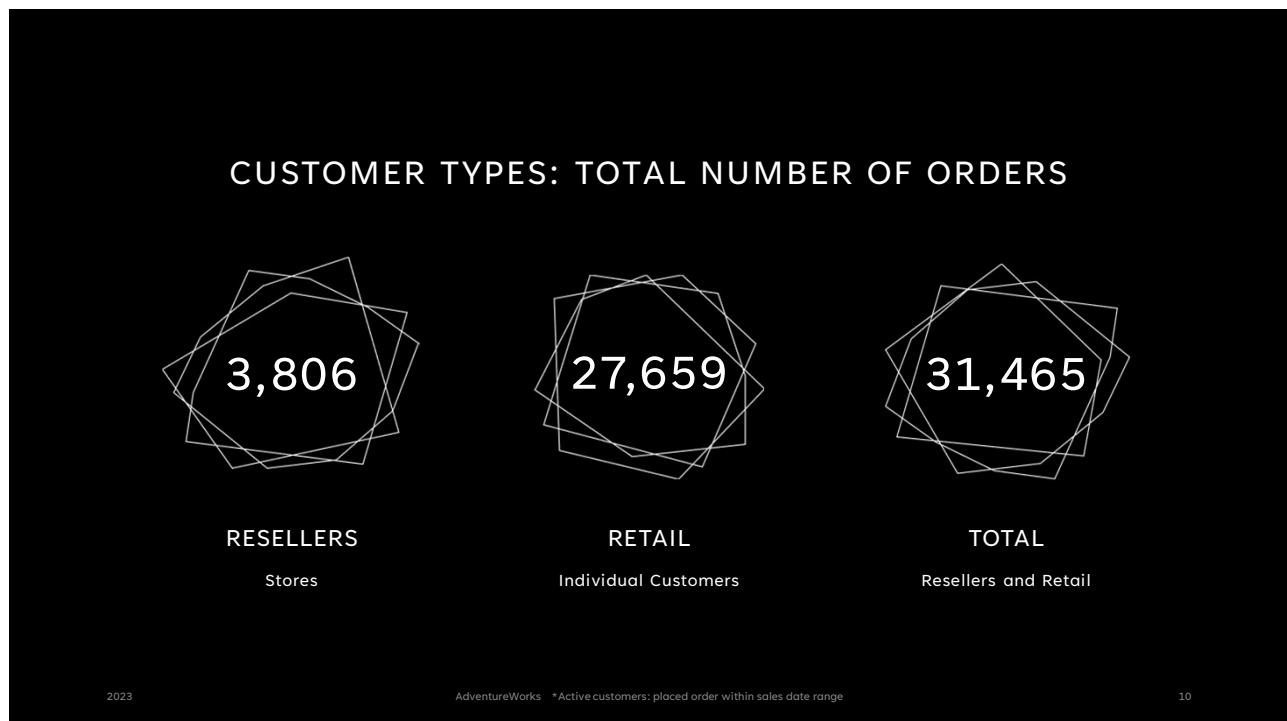 CUSTOMER TYPES: TOTAL NUMBER OF ORDERS
3,806
27,659
31,465
RESELLERS
RETAIL
TOTAL
Stores
Individual Customers
Resellers and Retail
2023
AdventureWorks *Active customers: placed order within sales date range
10